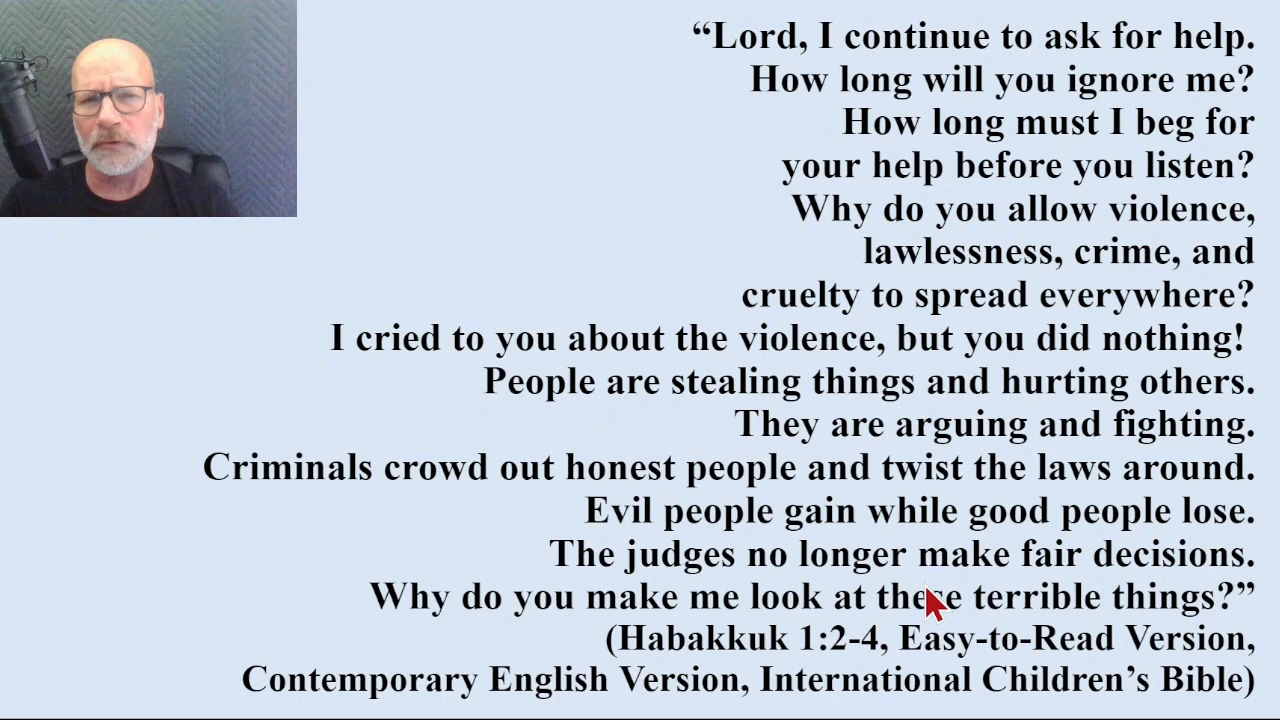 “Lord, I continue to ask for help.
How long will you ignore me?
How long must I beg for
your help before you listen?
Why do you allow violence,
lawlessness, crime, and
cruelty to spread everywhere?
I cried to you about the violence, but you did nothing!
People are stealing things and hurting others.
They are arguing and fighting.
Criminals crowd out honest people and twist the laws around.
Evil people gain while good people lose.
The judges no longer make fair decisions.
Why do you make me look at these terrible things?”
(Habakkuk 1:2-4, Easy-to-Read Version,
Contemporary English Version, International Children’s Bible)